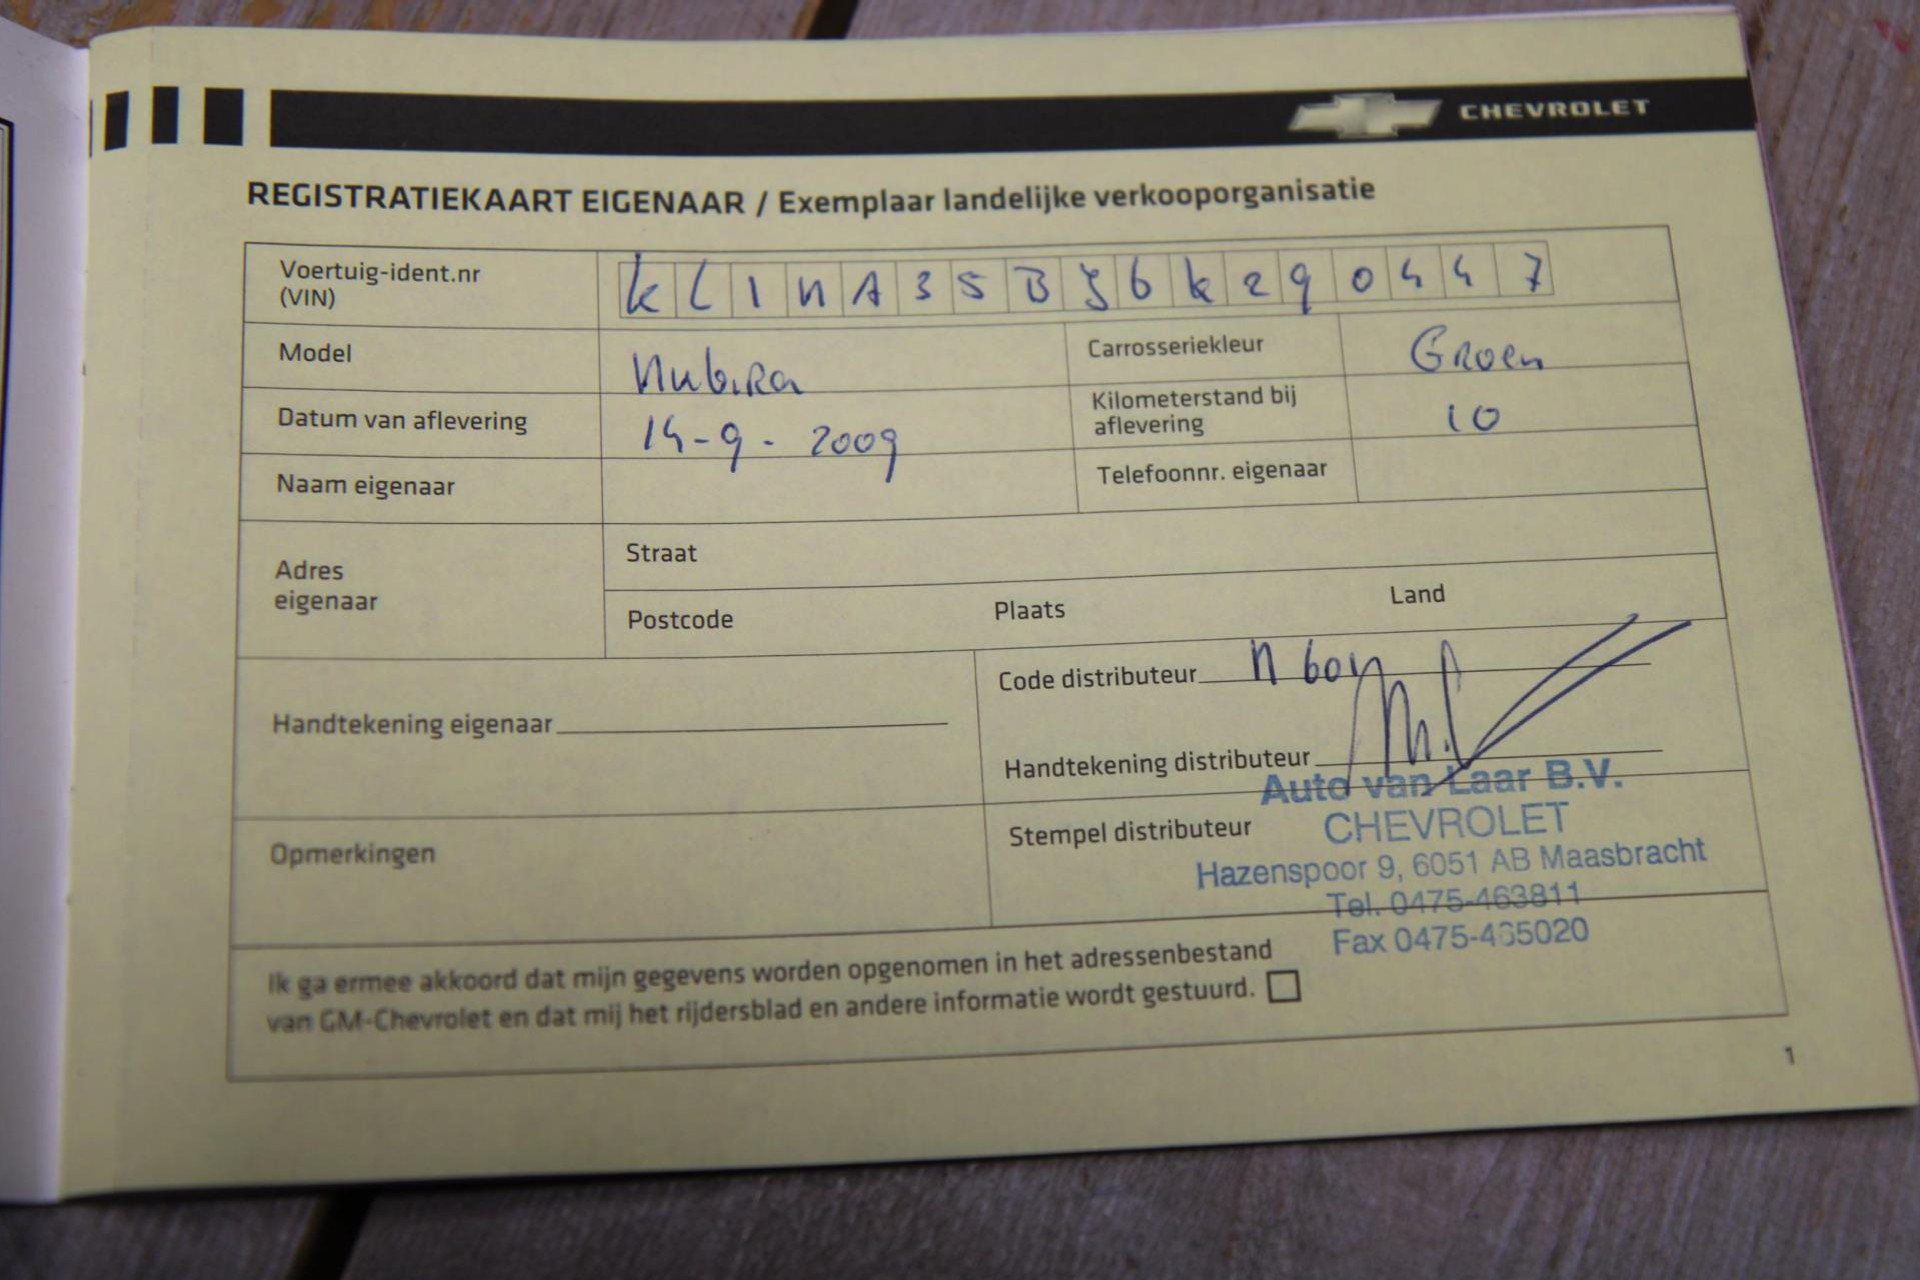 CHEVROLET
REGISTRATIEKAART EIGENAAR / Exemplaar landelijke verkooporganisatie
Voertuig-ident.nr
(VIN)
KL1NA35BJ6K290447
Model
Nubira
Carrosseriekleur
Groen
Datum van aflevering
14-9-2009
Kilometerstand bij
aflevering
10
Naam eigenaar
Telefoonnr. eigenaar
Adres
eigenaar
Straat
Postcode
Plaats
Land
Handtekening eigenaar
Code distributeur
Handtekening distributeur
Opmerkingen
Stempel distributeur
Auto van Laar B.V.
CHEVROLET
Hazenspoor 9, 6051 AB Maasbracht
Tel. 0475-463811
Fax 0475-465020
Ik ga ermee akkoord dat mijn gegevens worden opgenomen in het adressenbestand
van GM-Chevrolet en dat mij het rijdersblad en andere informatie wordt gestuurd.
1